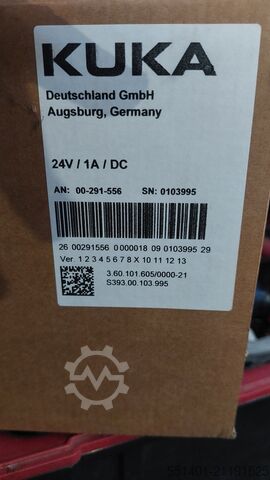 KUKA
Deutschland GmbH
Augsburg, Germany
24V / 1A / DC
AN: 00-291-556 SN: 0103995
26 00291556 0000018 09 0103995 29
Ver 1 2 3 4 5 6 7 8 X 10 11 12 13
3.60.101.605/0000-21
S393.00.103.995
551401-21191625